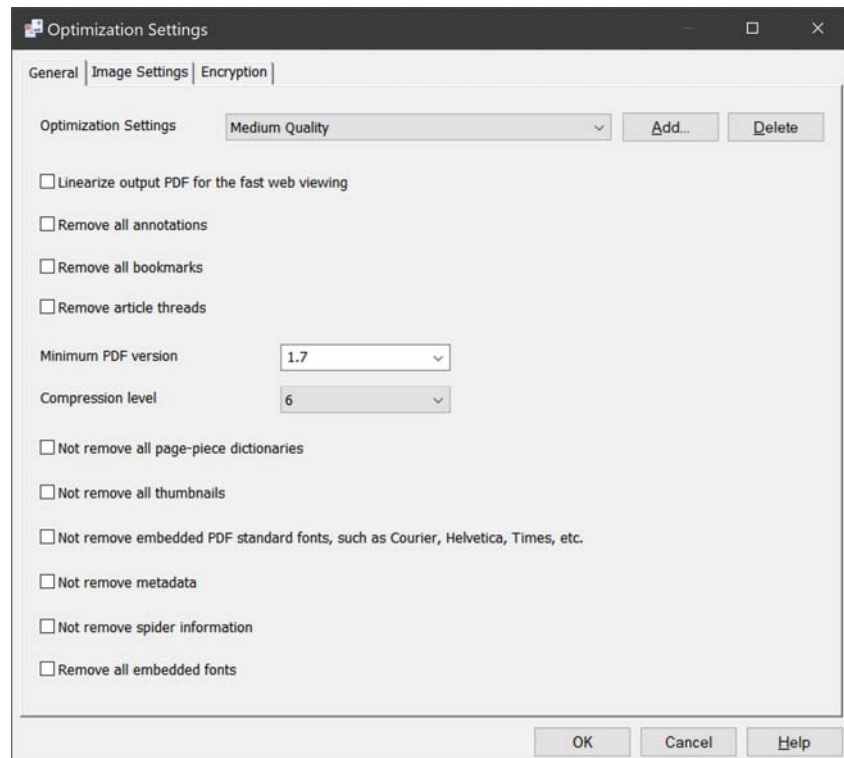 Optimization Settings
General Image Settings Encryption
Optimization Settings Medium Quality Add... Delete
Linearize output PDF for the fast web viewing
Remove all annotations
Remove all bookmarks
Remove article threads
Minimum PDF version 1.7
Compression level 6
Not remove all page-piece dictionaries
Not remove all thumbnails
Not remove embedded PDF standard fonts, such as Courier, Helvetica, Times, etc.
Not remove metadata
Not remove spider information
Remove all embedded fonts
OK Cancel Help